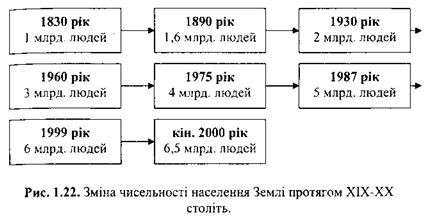 1830 рік
1 млрд. людей
1890 рік
1,6 млрд. людей
1930 рік
2 млрд. людей
1960 рік
3 млрд. людей
1975 рік
4 млрд. людей
1987 рік
5 млрд. людей
1999 рік
6 млрд. людей
кін. 2000 рік
6,5 млрд. людей
Рис. 1.22. Зміна чисельності населення Землі протягом XIX-XX
століть.